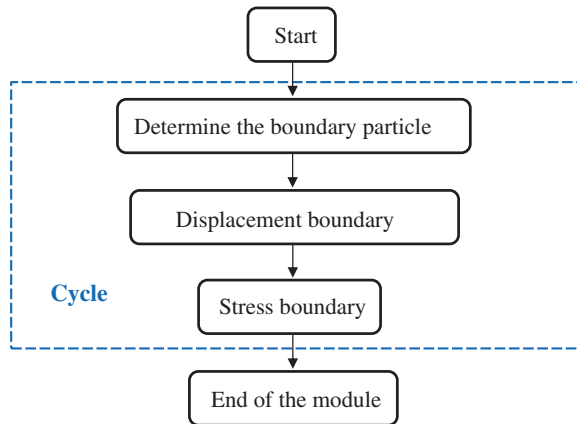 Start
Determine the boundary particle
Displacement boundary
Cycle
Stress boundary
End of the module